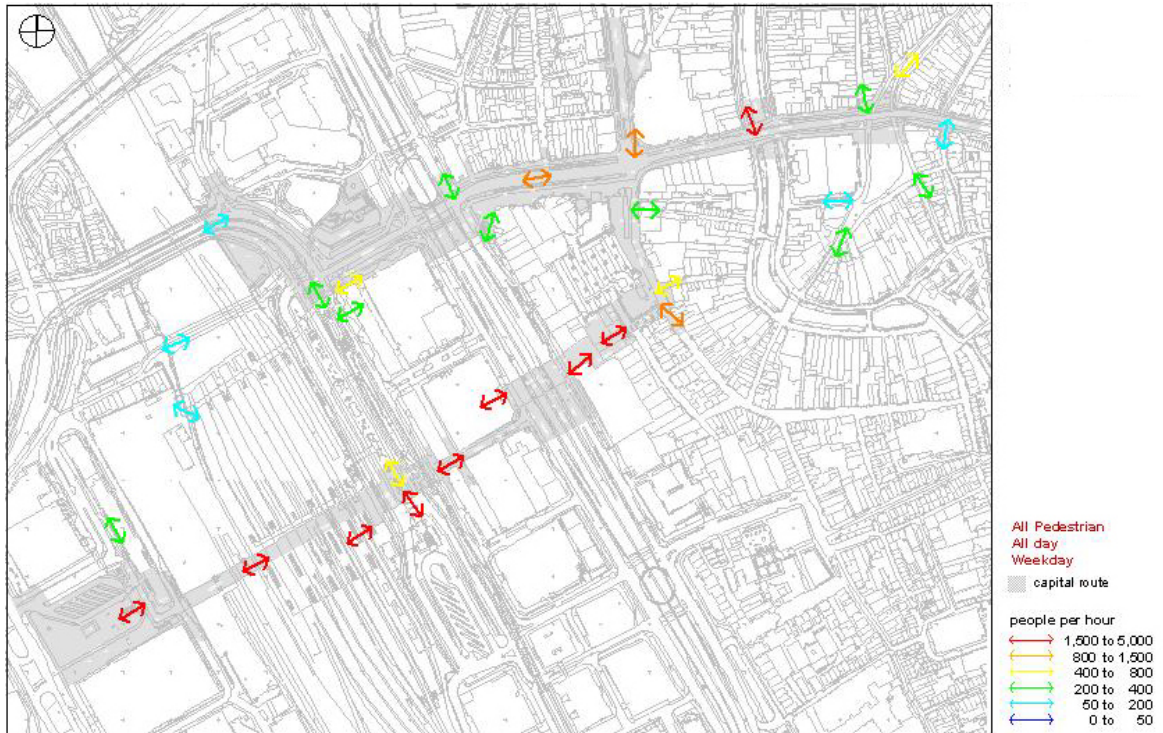 All Pedestrian
All day
Weekday
capital route
people per hour
1,500 to 5,000
800 to 1,500
400 to 800
200 to 400
50 to 200
0 to 50